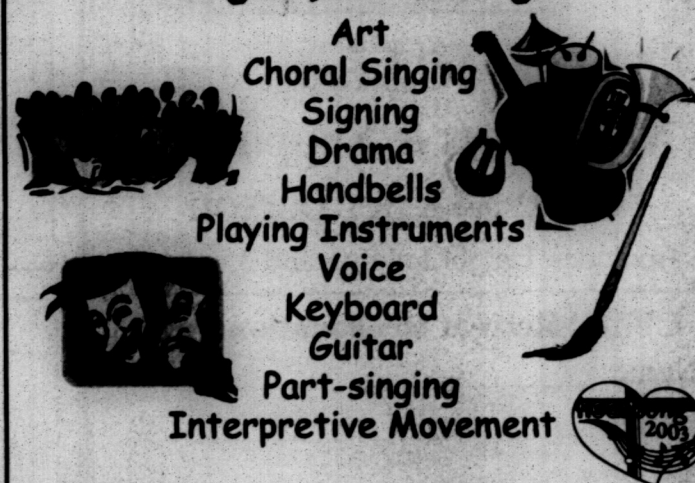 Art
Choral Singing
Signing
Drama
Handbells
Playing Instruments
Voice
Keyboard
Guitar
Part-singing
Interpretive Movement
2003